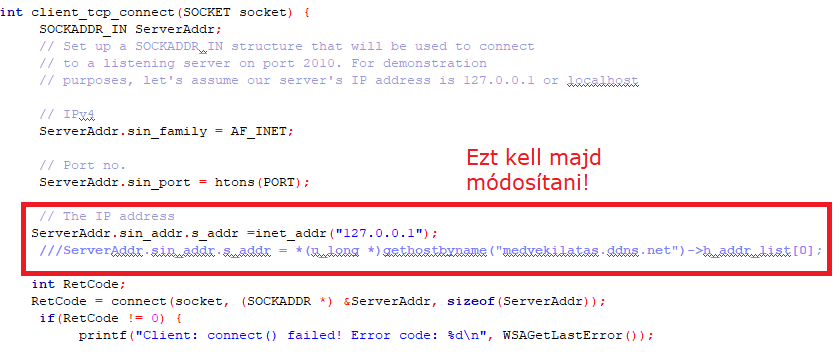 int client_tcp_connect(SOCKET socket) {
SOCKADDR_IN ServerAddr;
// Set up a SOCKADDR_IN structure that will be used to connect
// to a listening server on port 2010. For demonstration
// purposes, let's assume our server's IP address is 127.0.0.1 or localhost
// IPv4
ServerAddr.sin_family = AF_INET;
// Port no.
ServerAddr.sin_port = htons(PORT);
Ezt kell majd
módosítani!
// The IP address
ServerAddr.sin_addr.s_addr =inet_addr("127.0.0.1");
///ServerAddr.sin_addr.s_addr = *(u_long *)gethostbyname("medvekilatas.ddns.net")->h_addr_list[0];
int RetCode;
RetCode = connect(socket, (SOCKADDR *) &ServerAddr, sizeof(ServerAddr));
if(RetCode != 0) {
printf("Client: connect() failed! Error code: %d\n", WSAGetLastError());